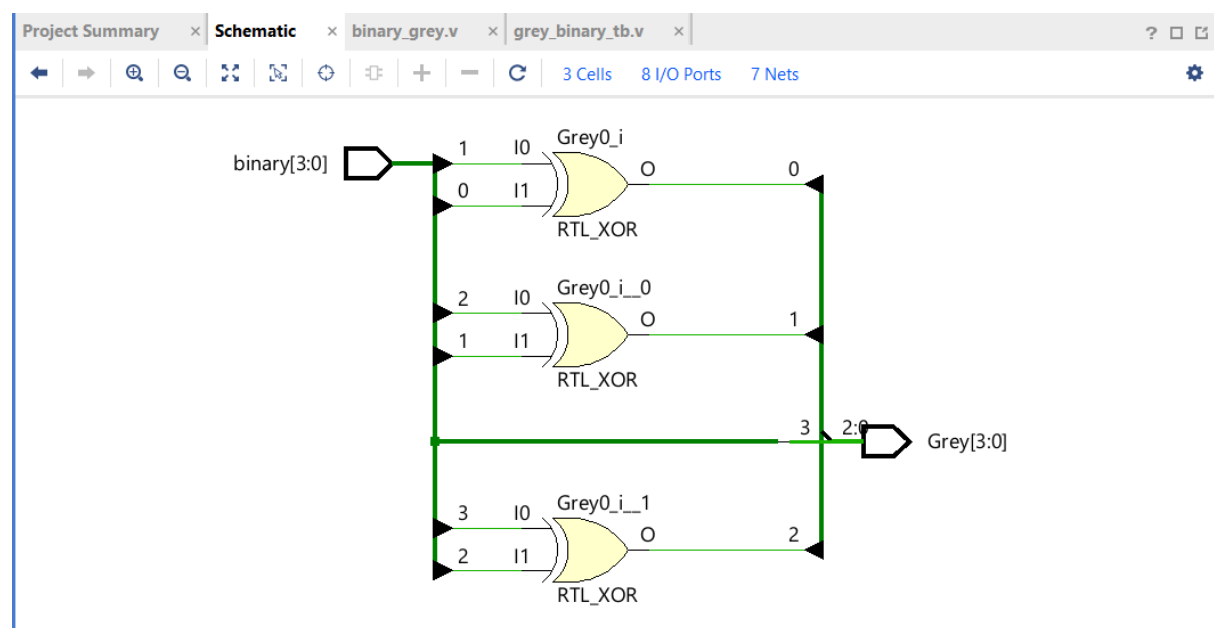 Project Summary × Schematic × binary_grey.v × grey_binary_tb.v × ?
3 Cells 8 I/O Ports 7 Nets
binary[3:0]
1 I0 Grey0_i O 0
0 I1
RTL_XOR
2 I0 Grey0_i__0 O 1
1 I1
RTL_XOR
3 2:0 Grey[3:0]
3 I0 Grey0_i__1 O 2
2 I1
RTL_XOR